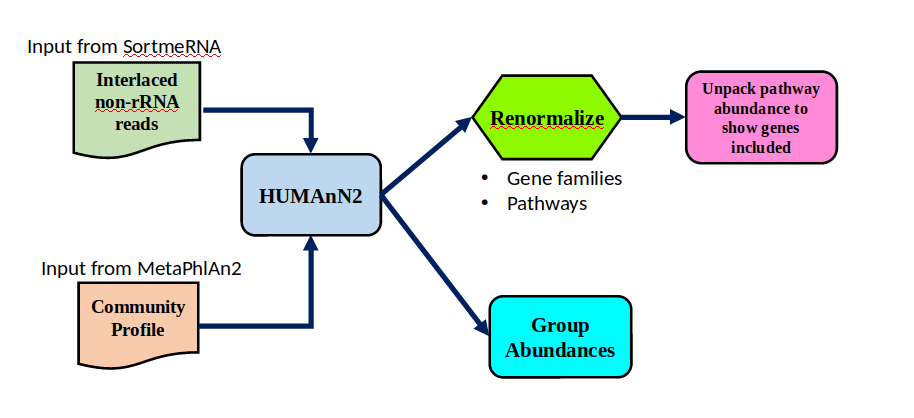 Input from SortmeRNA
Interlaced
non-rRNA
reads
HUMAnN2
Input from MetaPhlAn2
Community
Profile
Renormalize
• Gene families
• Pathways
Unpack pathway
abundance to
show genes
included
Group
Abundances